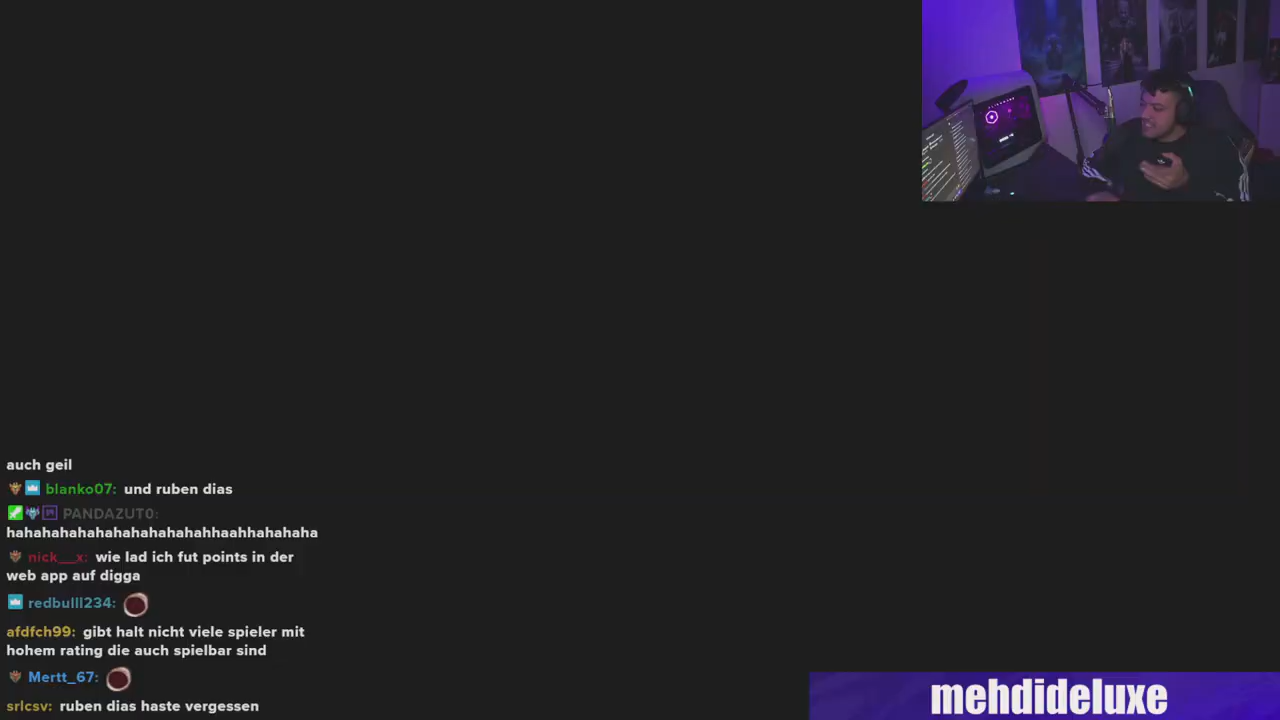 auch geil
blanko07: und ruben dias
PANDAZUT0:
hahahahahahahahahahahhaahhahahaha
nick__x: wie lad ich fut points in der
web app auf digga
redbulll234:
afdfch99: gibt halt nicht viele spieler mit
hohem rating die auch spielbar sind
Mertt_67:
srlcsv: ruben dias haste vergessen
mehdideluxe